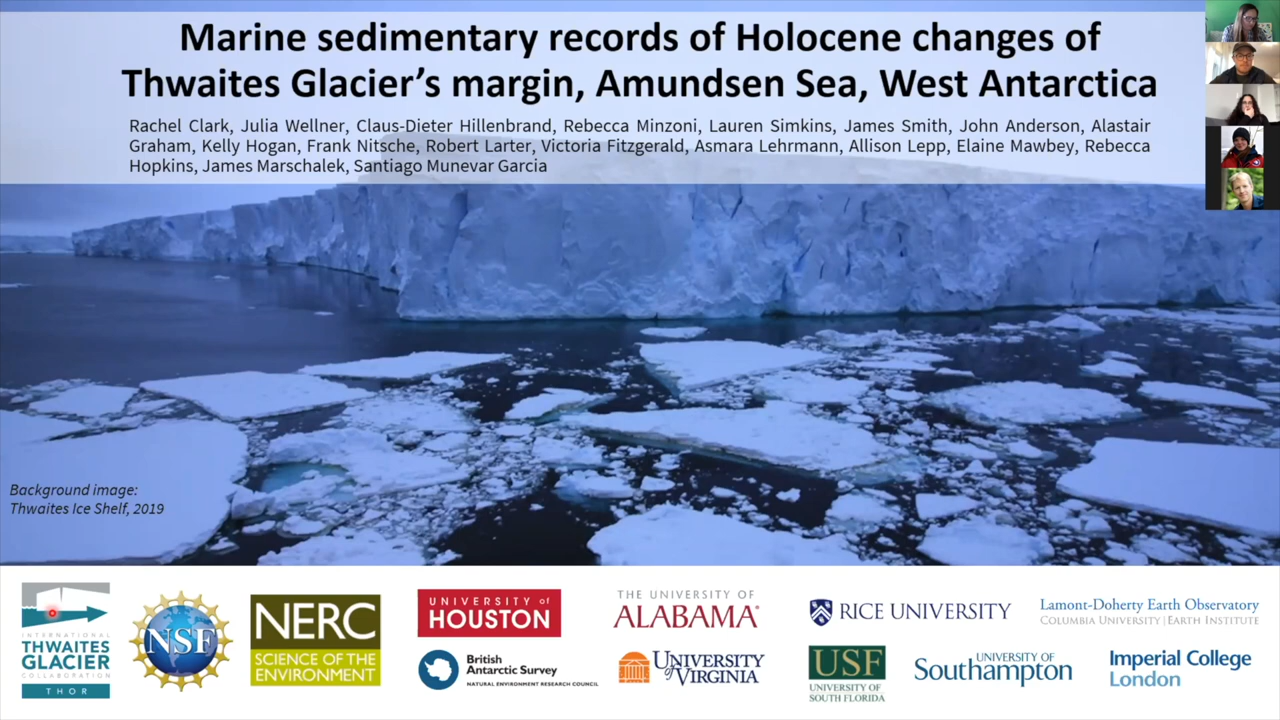 Marine sedimentary records of Holocene changes of
Thwaites Glacier's margin, Amundsen Sea, West Antarctica
Rachel Clark, Julia Wellner, Claus-Dieter Hillenbrand, Rebecca Minzoni, Lauren Simkins, James Smith, John Anderson, Alastair
Graham, Kelly Hogan, Frank Nitsche, Robert Larter, Victoria Fitzgerald, Asmara Lehrmann, Allison Lepp, Elaine Mawbey, Rebecca
Hopkins, James Marschalek, Santiago Munevar Garcia
Background image:
Thwaites Ice Shelf, 2019
INTERNATIONAL
THWAITES
GLACIER
COLLABORATION
THOR
NSF
NERC
SCIENCE OF THE
ENVIRONMENT
UNIVERSITY of
HOUSTON
British
Antarctic Survey
NATURAL ENVIRONMENT RESEARCH COUNCIL
THE UNIVERSITY OF
ALABAMA®
UNIVERSITY
of VIRGINIA
RICE UNIVERSITY
USF
UNIVERSITY OF
SOUTH FLORIDA
UNIVERSITY OF
Southampton
Lamont-Doherty Earth Observatory
COLUMBIA UNIVERSITY | EARTH INSTITUTE
Imperial College
London